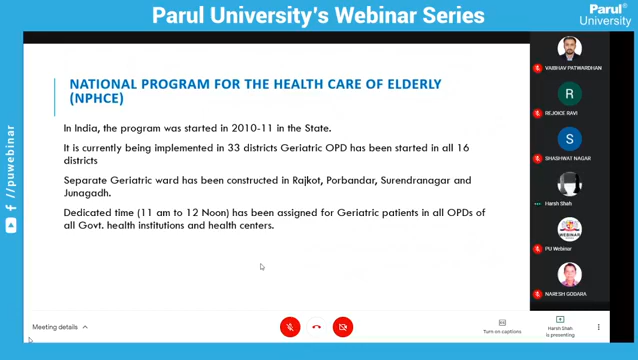 Parul University's Webinar Series
Parul®
University
NATIONAL PROGRAM FOR THE HEALTH CARE OF ELDERLY
(NPHCE)
In India, the program was started in 2010-11 in the State.
It is currently being implemented in 33 districts Geriatric OPD has been started in all 16
districts
Separate Geriatric ward has been constructed in Rajkot, Porbandar, Surendranagar and
Junagadh.
Dedicated time (11 am to 12 Noon) has been assigned for Geriatric patients in all OPDs of
all Govt. health institutions and health centers.
/puwebinar
VAIBHAV PATWARDHAN
R
REJOICE RAVI
S
SHASHWAT NAGAR
Harsh Shah
WEBINAR
PU Webinar
NARESH GODARA
Meeting details
Turn on captions
Harsh Shah
is presenting